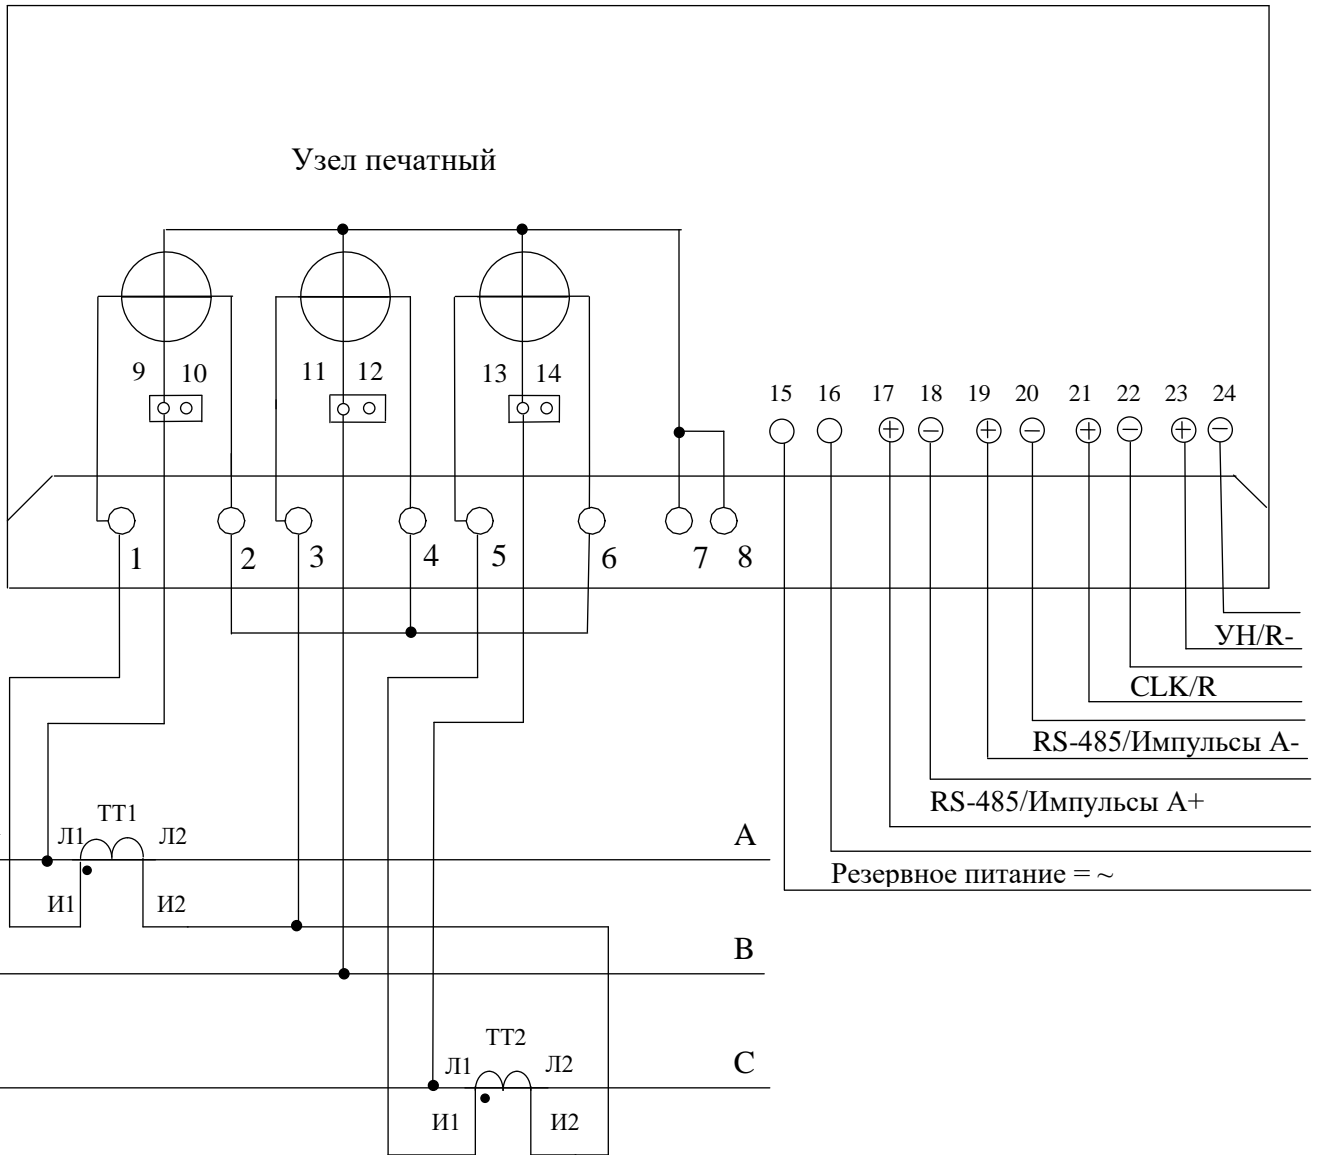 Узел печатный
9 10 11 12 13 14
15 16 17 18 19 20 21 22 23 24
1 2 3 4 5 6 7 8
УН/R-
CLK/R
RS-485/Импульсы А-
RS-485/Импульсы А+
Резервное питание = ~
ТТ1
Л1 Л2 А
И1 И2
В
ТТ2
Л1 Л2 С
И1 И2